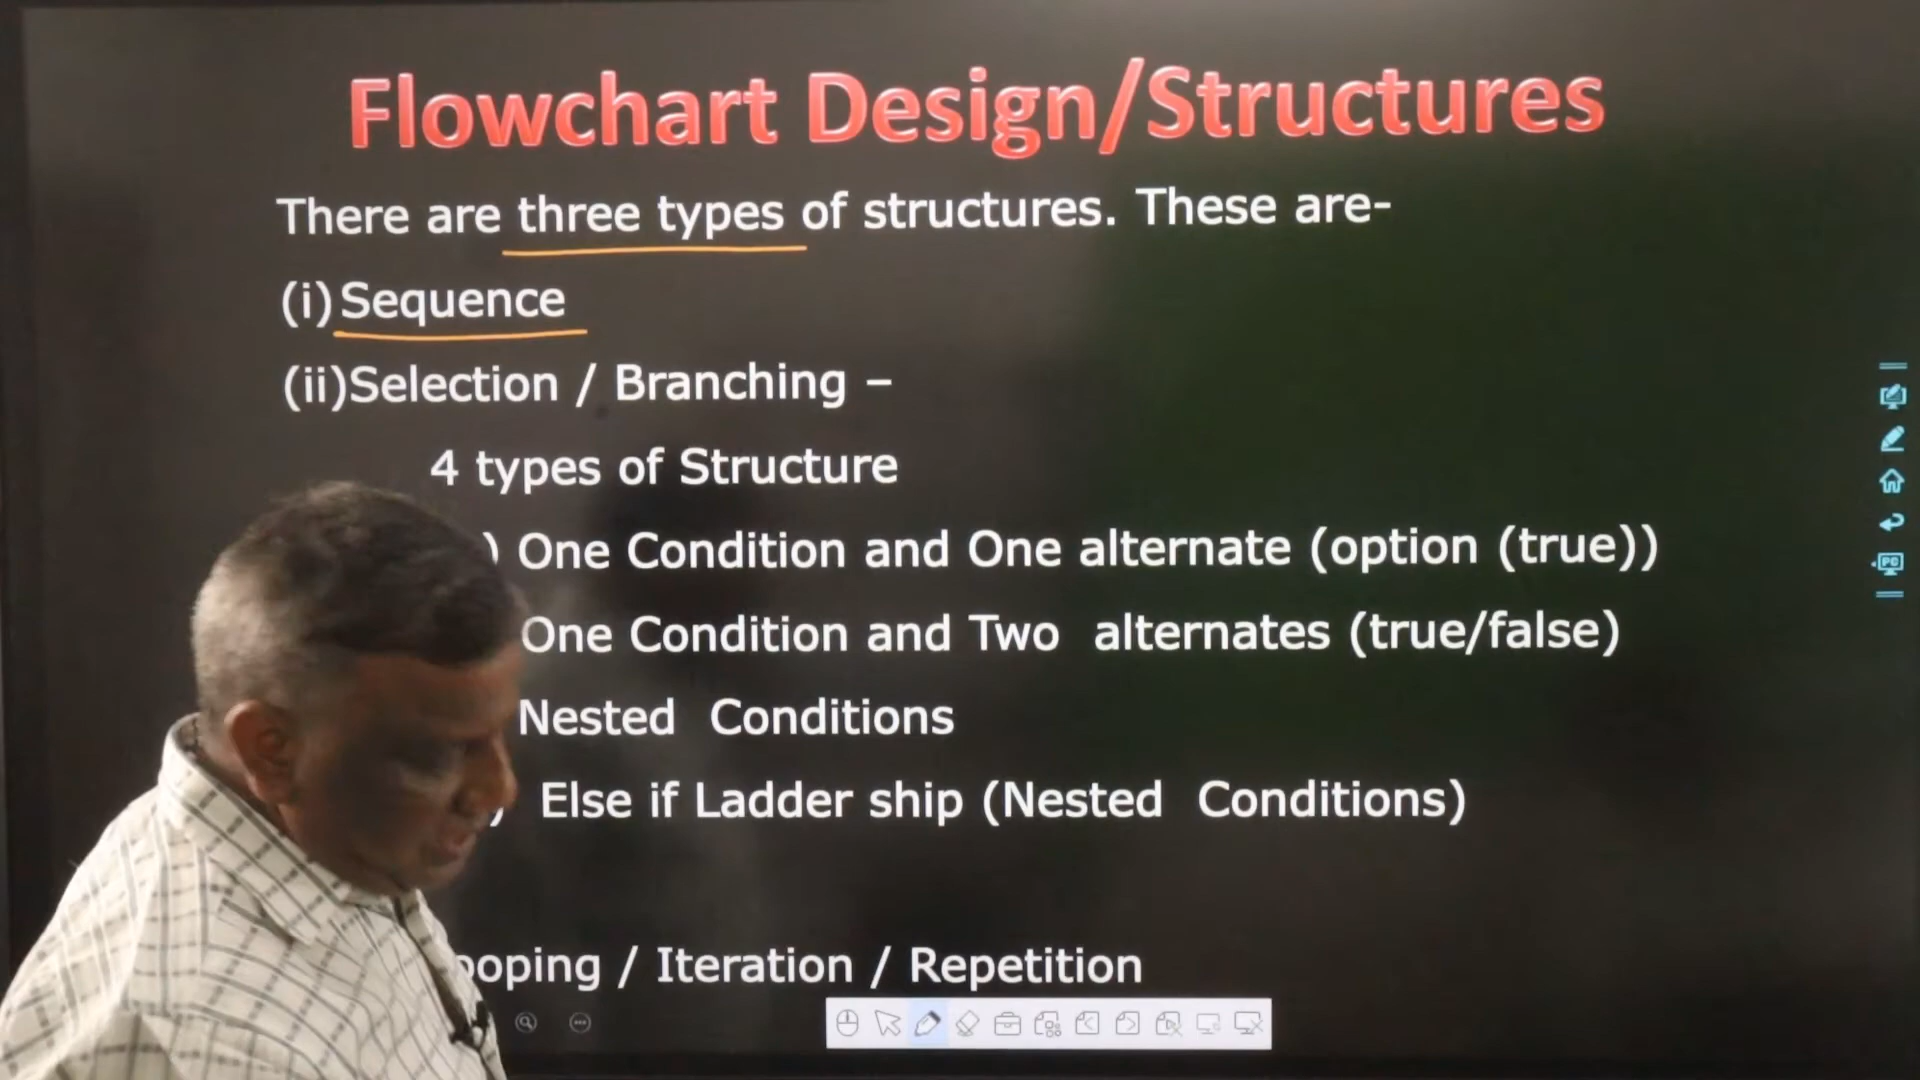 Flowchart Design/Structures
There are three types of structures. These are-
(i) Sequence
(ii)Selection / Branching –
4 types of Structure
) One Condition and One alternate (option (true))
One Condition and Two alternates (true/false)
Nested Conditions
) Else if Ladder ship (Nested Conditions)
ooping / Iteration / Repetition
PC